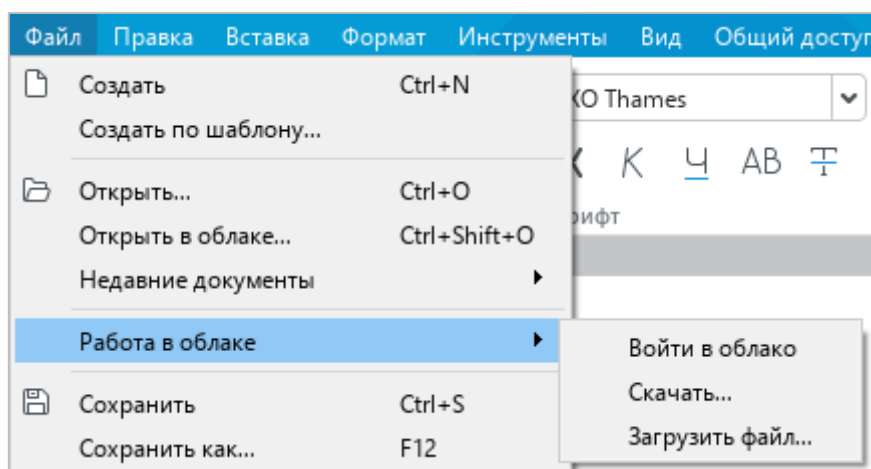 Файл Правка Вставка Формат Инструменты Вид Общий доступ
Создать Ctrl+N
XO Thames
Создать по шаблону...
К Ч АВ Т
Открыть... Ctrl+O
Открыть в облаке... Ctrl+Shift+O
Недавние документы
Работа в облаке
Войти в облако
Скачать...
Сохранить Ctrl+S
Загрузить файл...
Сохранить как... F12